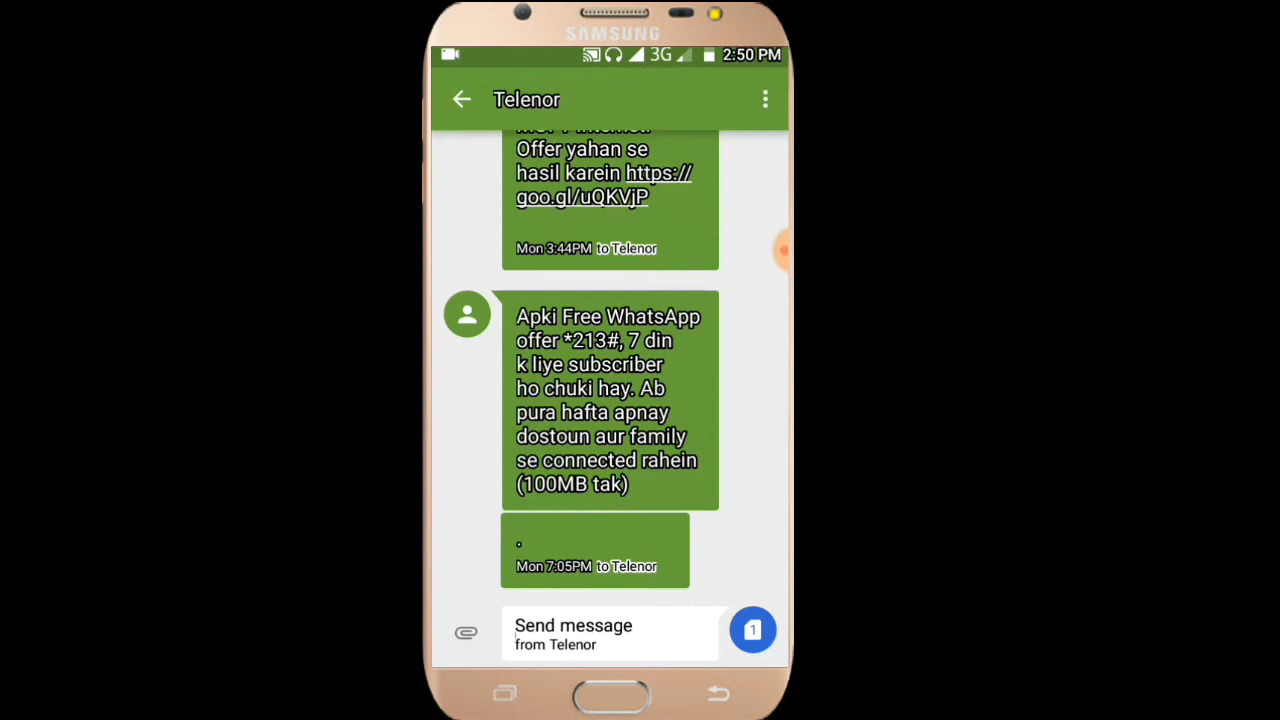 SAMSUNG
3G
2:50 PM
Telenor
Offer yahan se
hasil karein https://
goo.gl/uQKVjP
Mon 3:44PM to Telenor
Apki Free WhatsApp
offer *213#, 7 din
k liye subscriber
ho chuki hay. Ab
pura hafta apnay
dostoun aur family
se connected rahein
(100MB tak)
.
Mon 7:05PM to Telenor
Send message
from Telenor
1